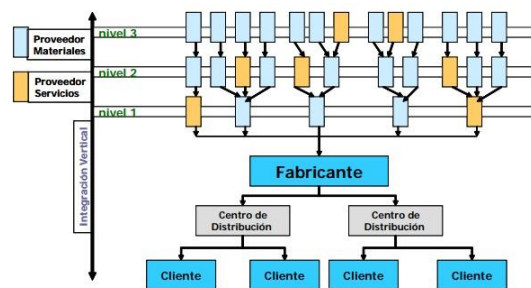 nivel 3
Proveedor
Materiales
nivel 2
Proveedor
Servicios
nivel 1
Integración Vertical
Fabricante
Centro de
Distribución
Centro de
Distribución
Cliente
Cliente
Cliente
Cliente